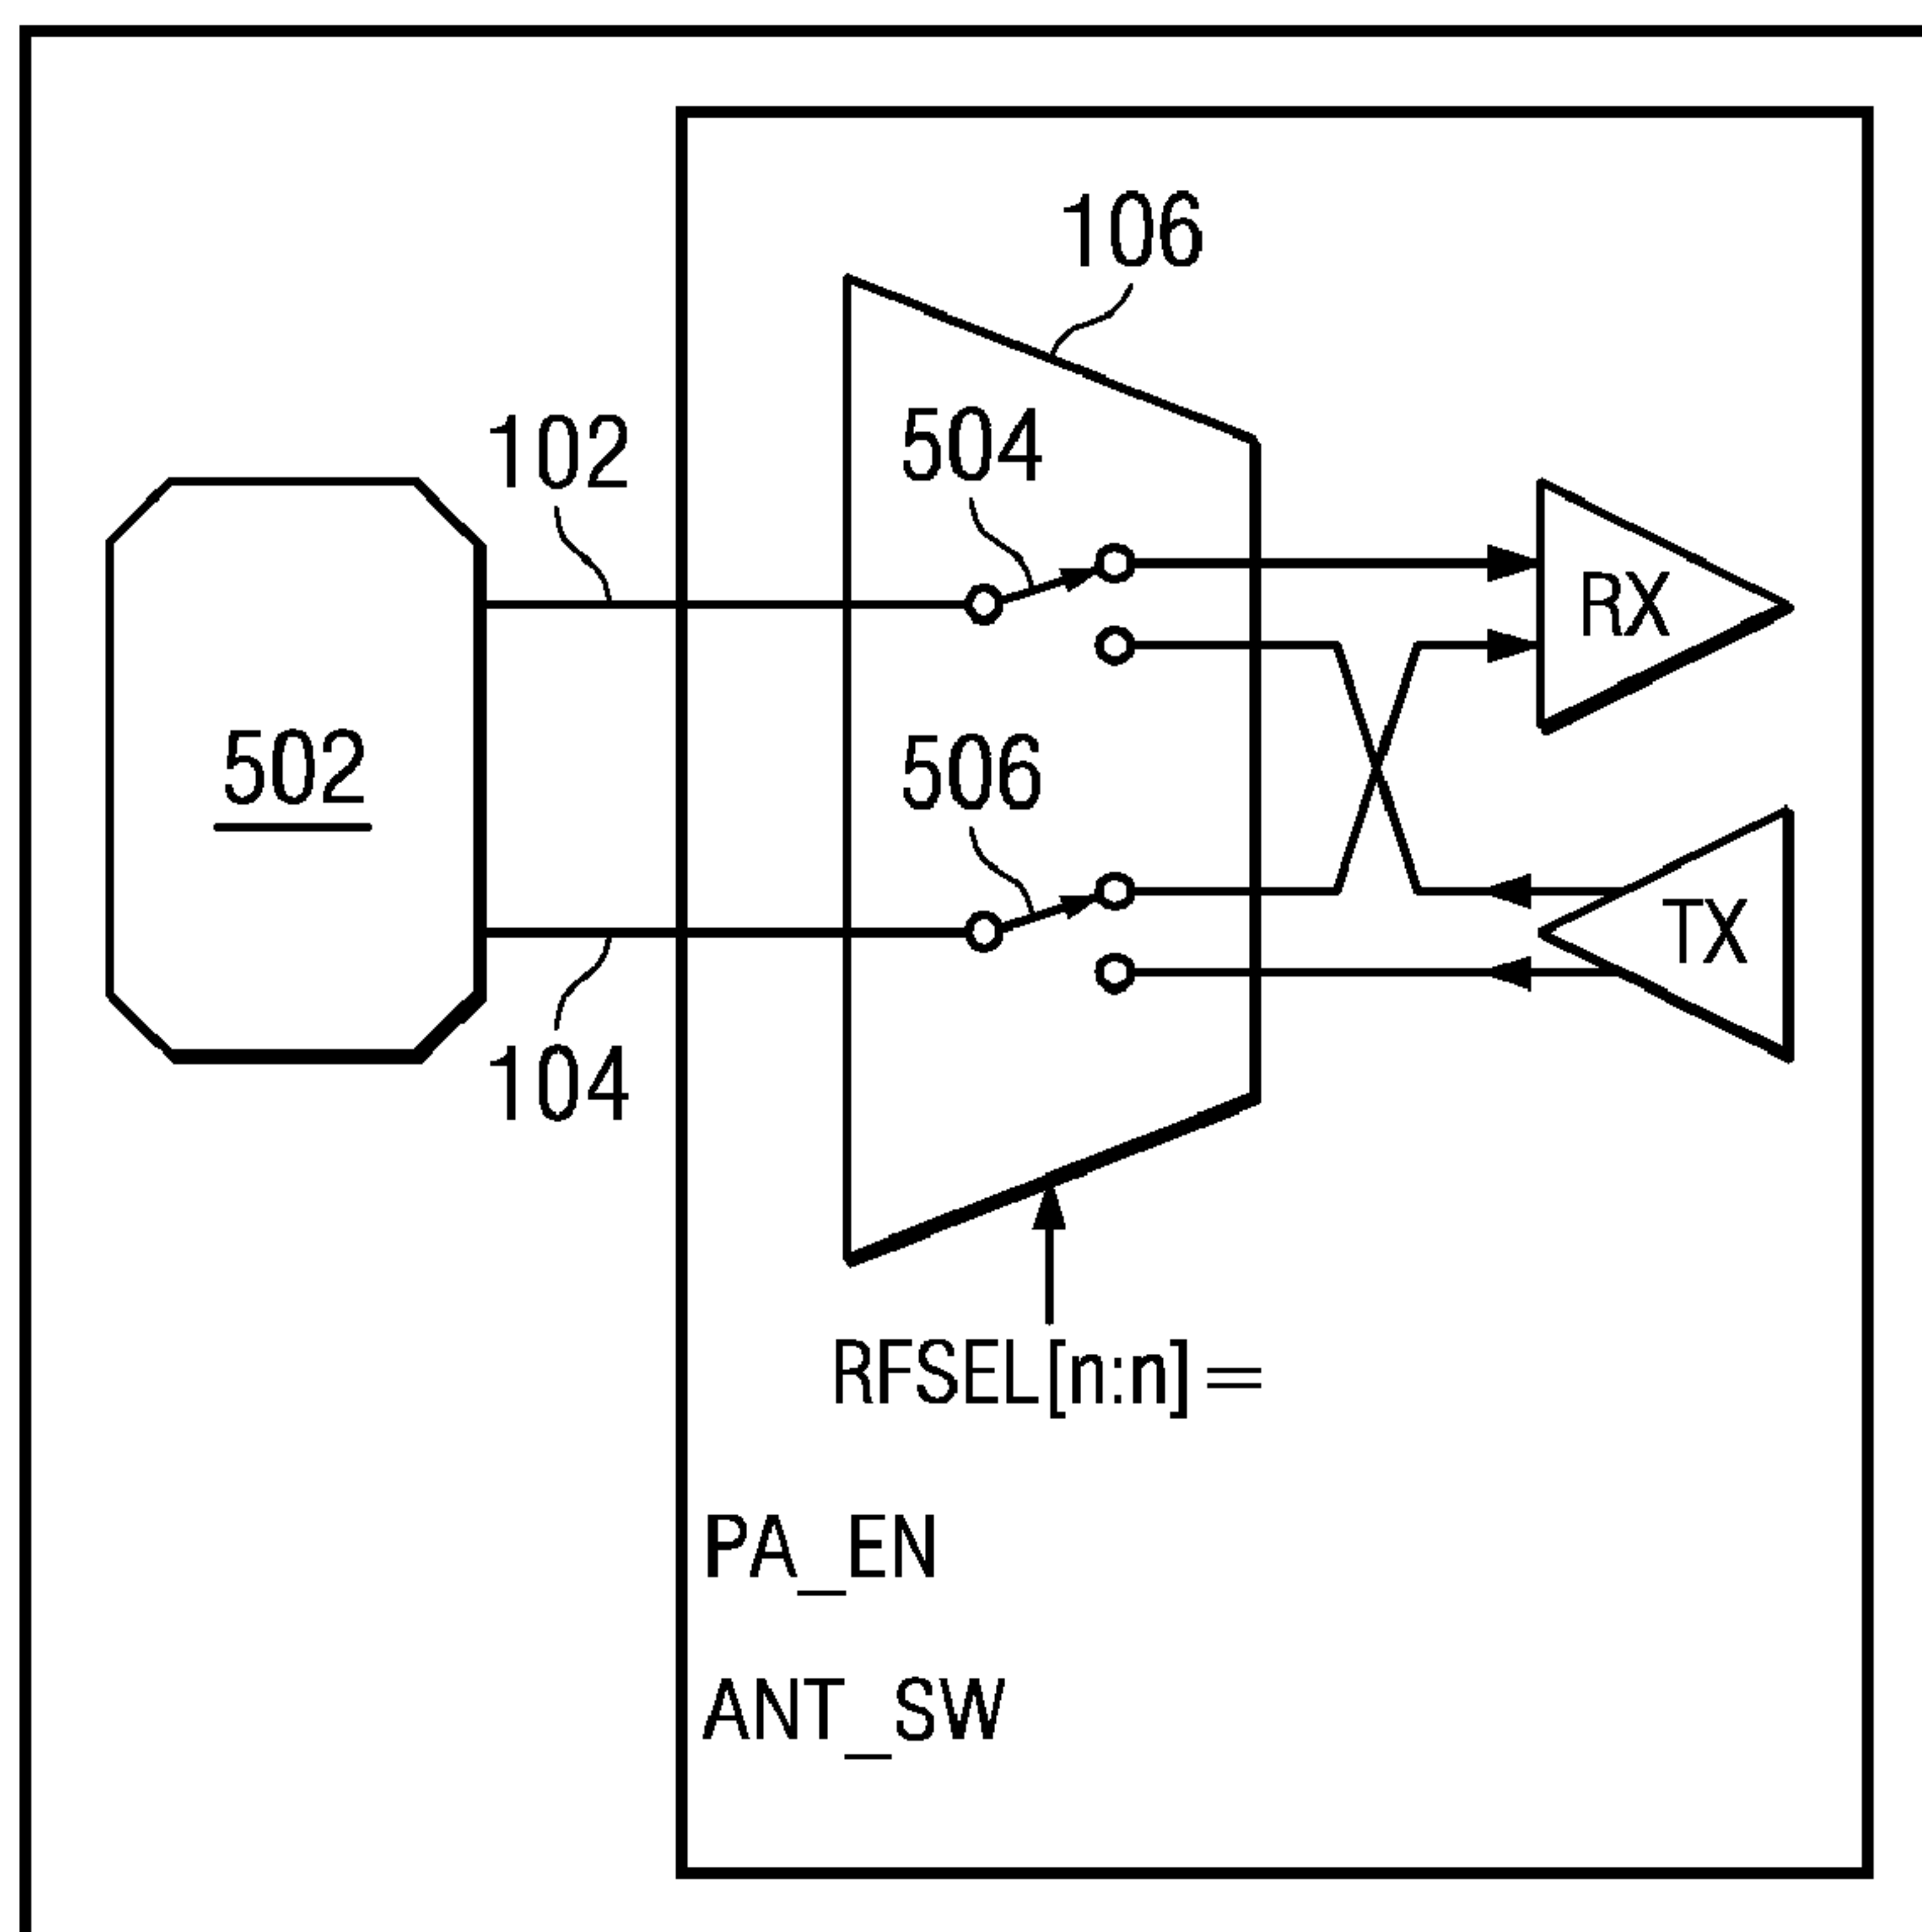 106
102
504
RX
502
506
TX
104
RFSEL[n:n]=
PA_EN
ANT_SW